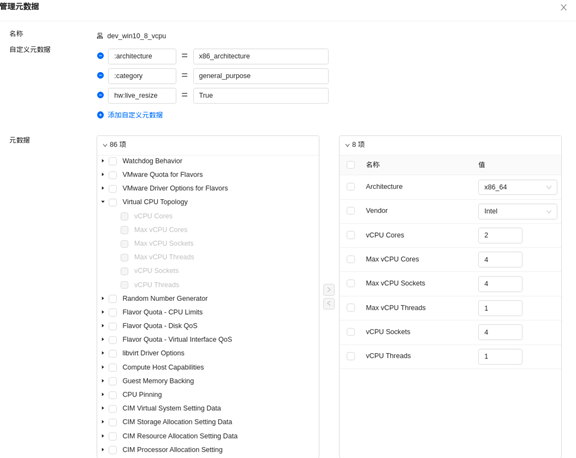 管理元数据
名称
dev_win10_8_vcpu
自定义元数据
:architecture = x86_architecture
:category = general_purpose
hw:live_resize = True
添加自定义元数据
元数据
86 项
Watchdog Behavior
VMware Quota for Flavors
VMware Driver Options for Flavors
Virtual CPU Topology
vCPU Cores
Max vCPU Cores
Max vCPU Sockets
Max vCPU Threads
vCPU Sockets
vCPU Threads
Random Number Generator
Flavor Quota - CPU Limits
Flavor Quota - Disk QoS
Flavor Quota - Virtual Interface QoS
libvirt Driver Options
Compute Host Capabilities
Guest Memory Backing
CPU Pinning
CIM Virtual System Setting Data
CIM Storage Allocation Setting Data
CIM Resource Allocation Setting Data
CIM Processor Allocation Setting
8 项
名称 值
Architecture x86_64
Vendor Intel
vCPU Cores 2
Max vCPU Cores 4
Max vCPU Sockets 4
Max vCPU Threads 1
vCPU Sockets 4
vCPU Threads 1